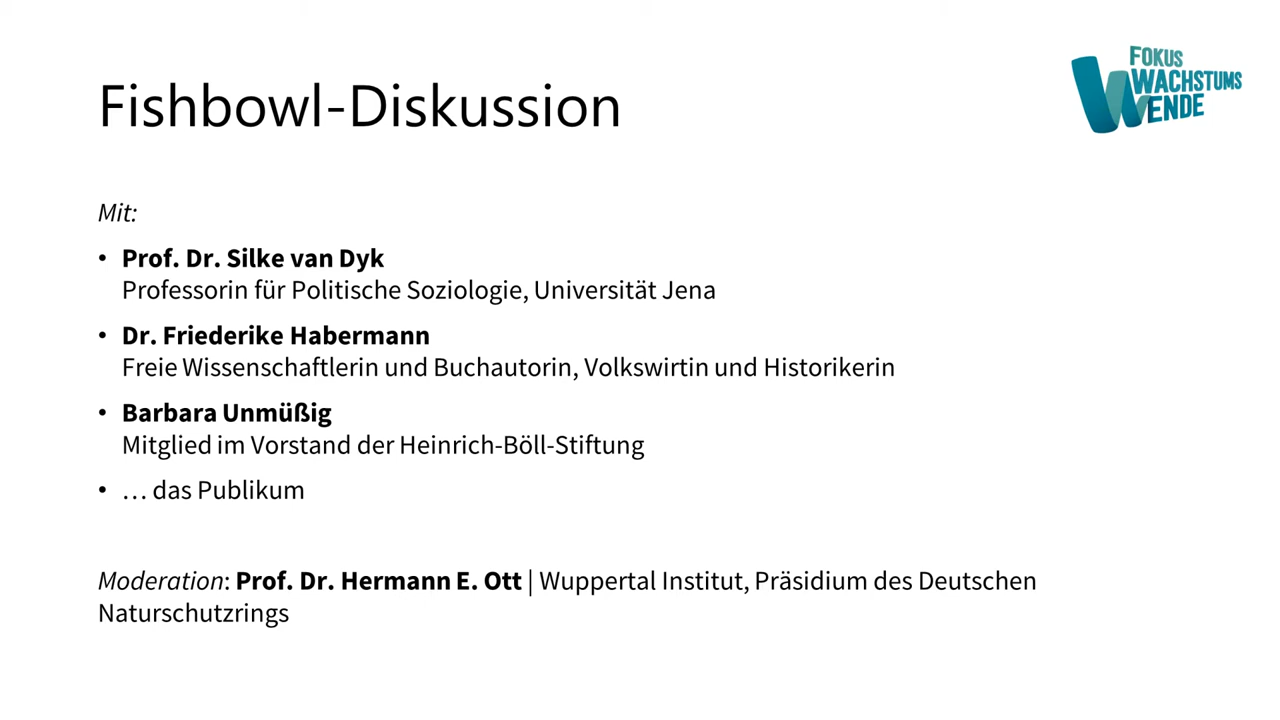 Fishbowl-Diskussion
FOKUS
WACHSTUMS
WENDE
Mit:
• Prof. Dr. Silke van Dyk
Professorin für Politische Soziologie, Universität Jena
• Dr. Friederike Habermann
Freie Wissenschaftlerin und Buchautorin, Volkswirtin und Historikerin
• Barbara Unmüßig
Mitglied im Vorstand der Heinrich-Böll-Stiftung
• … das Publikum
Moderation: Prof. Dr. Hermann E. Ott | Wuppertal Institut, Präsidium des Deutschen
Naturschutzrings